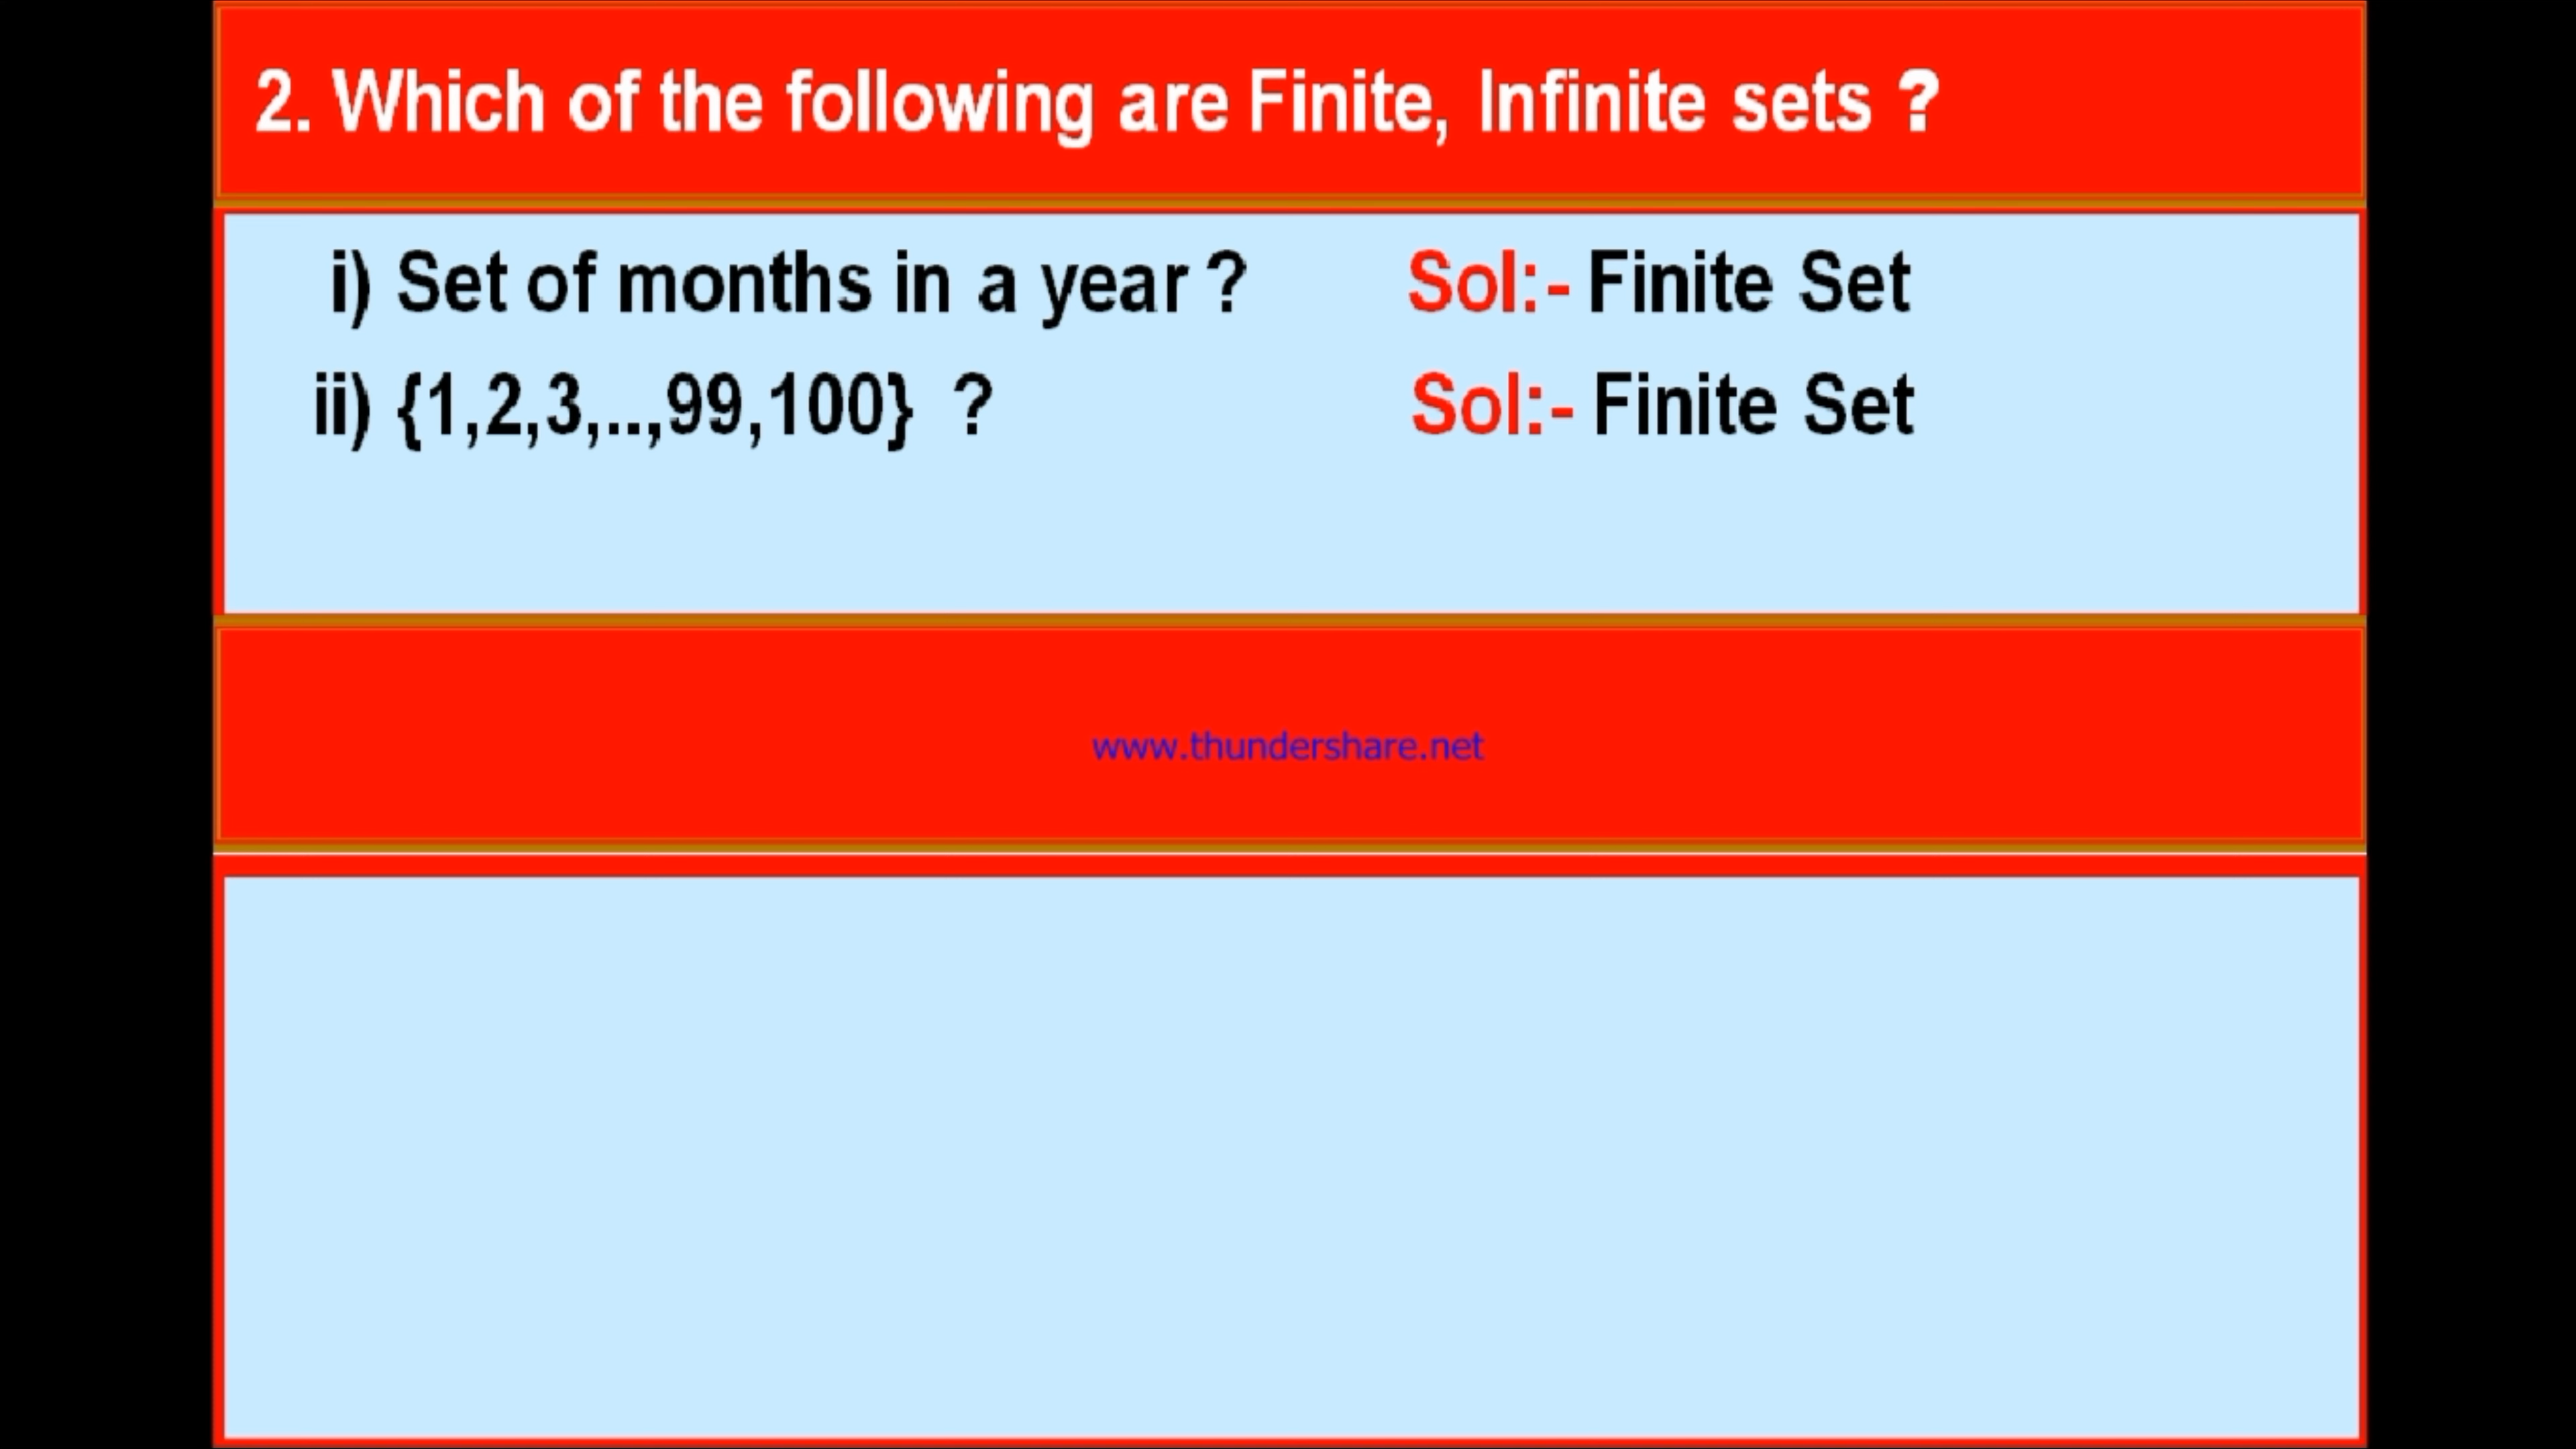 2. Which of the following are Finite, Infinite sets ?
i) Set of months in a year ? Sol:- Finite Set
ii) {1,2,3,..,99,100} ? Sol:- Finite Set
www.thundershare.net